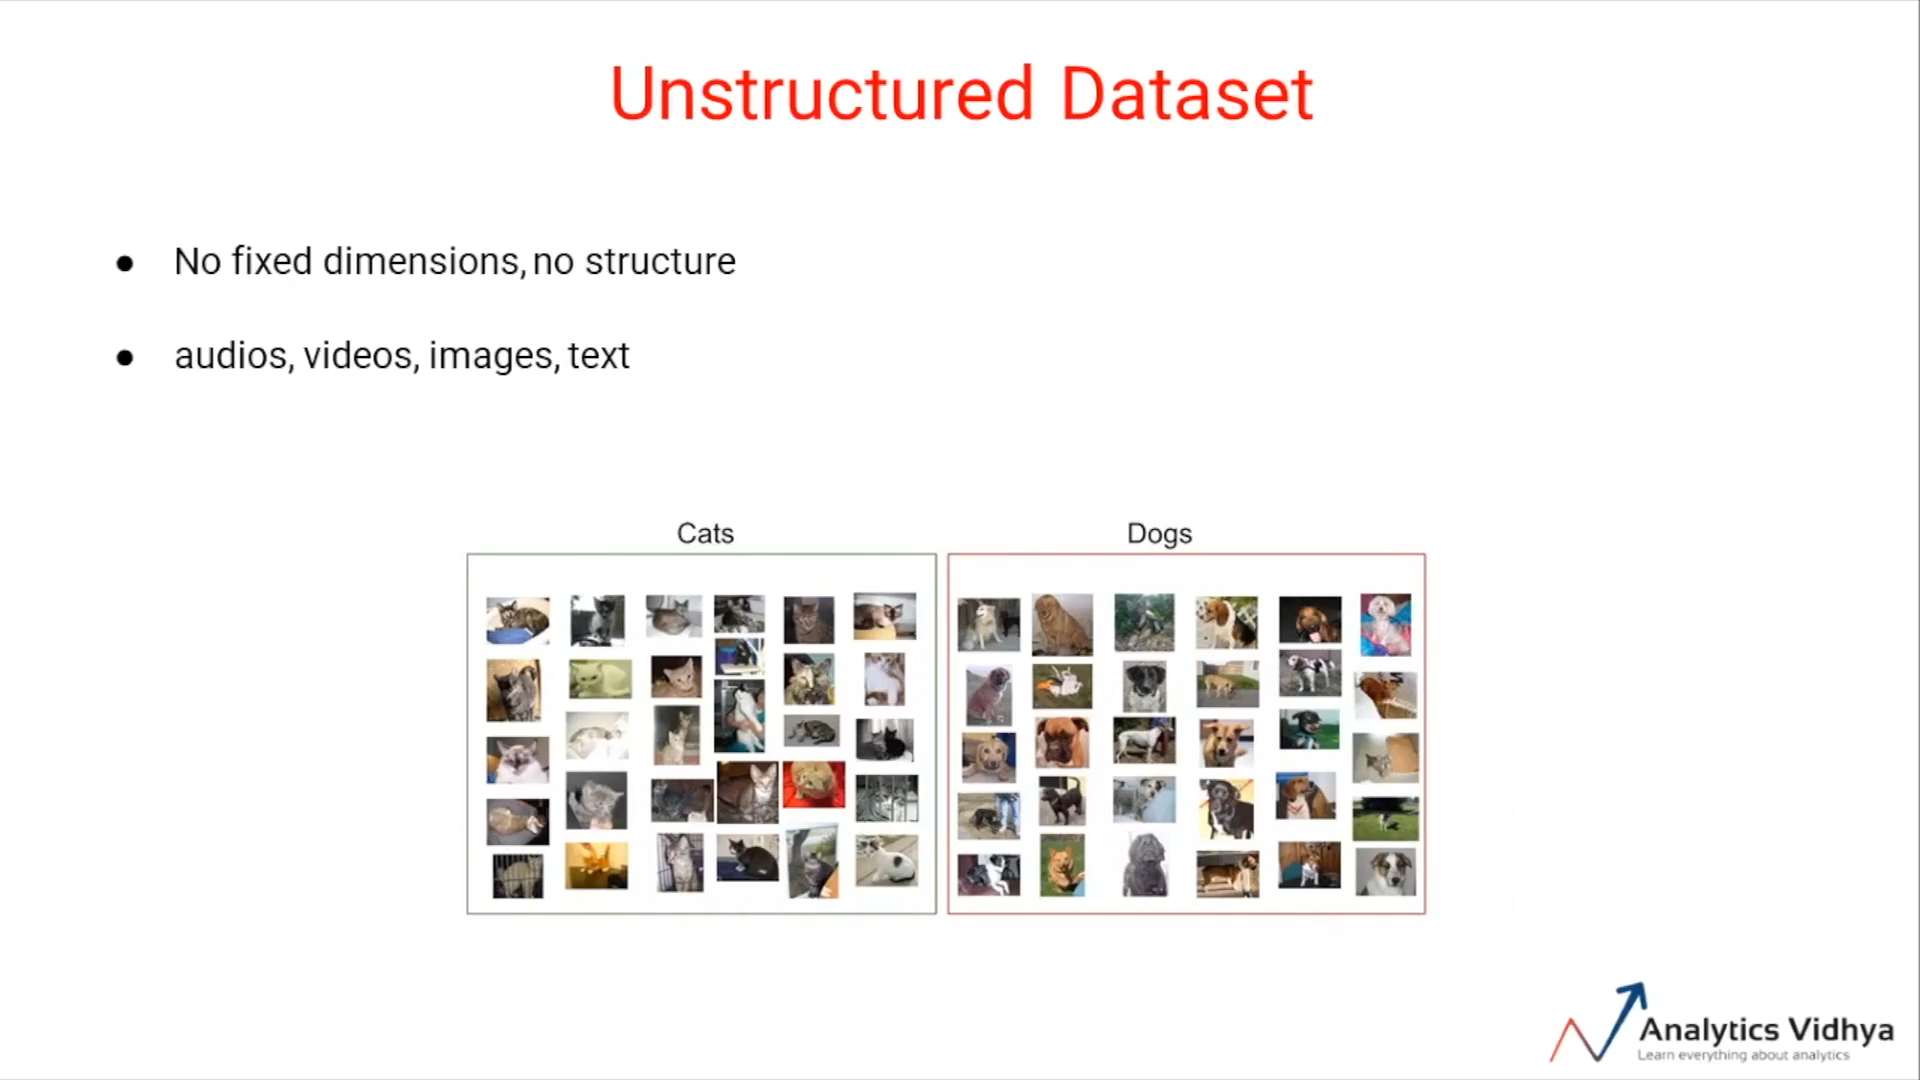 Unstructured Dataset
● No fixed dimensions, no structure
● audios, videos, images, text
Cats
Dogs
Analytics Vidhya
Learn everything about analytics